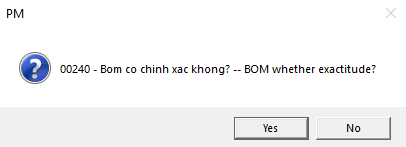 PM
00240 - Bom co chinh xac khong? -- BOM whether exactitude?
Yes
No